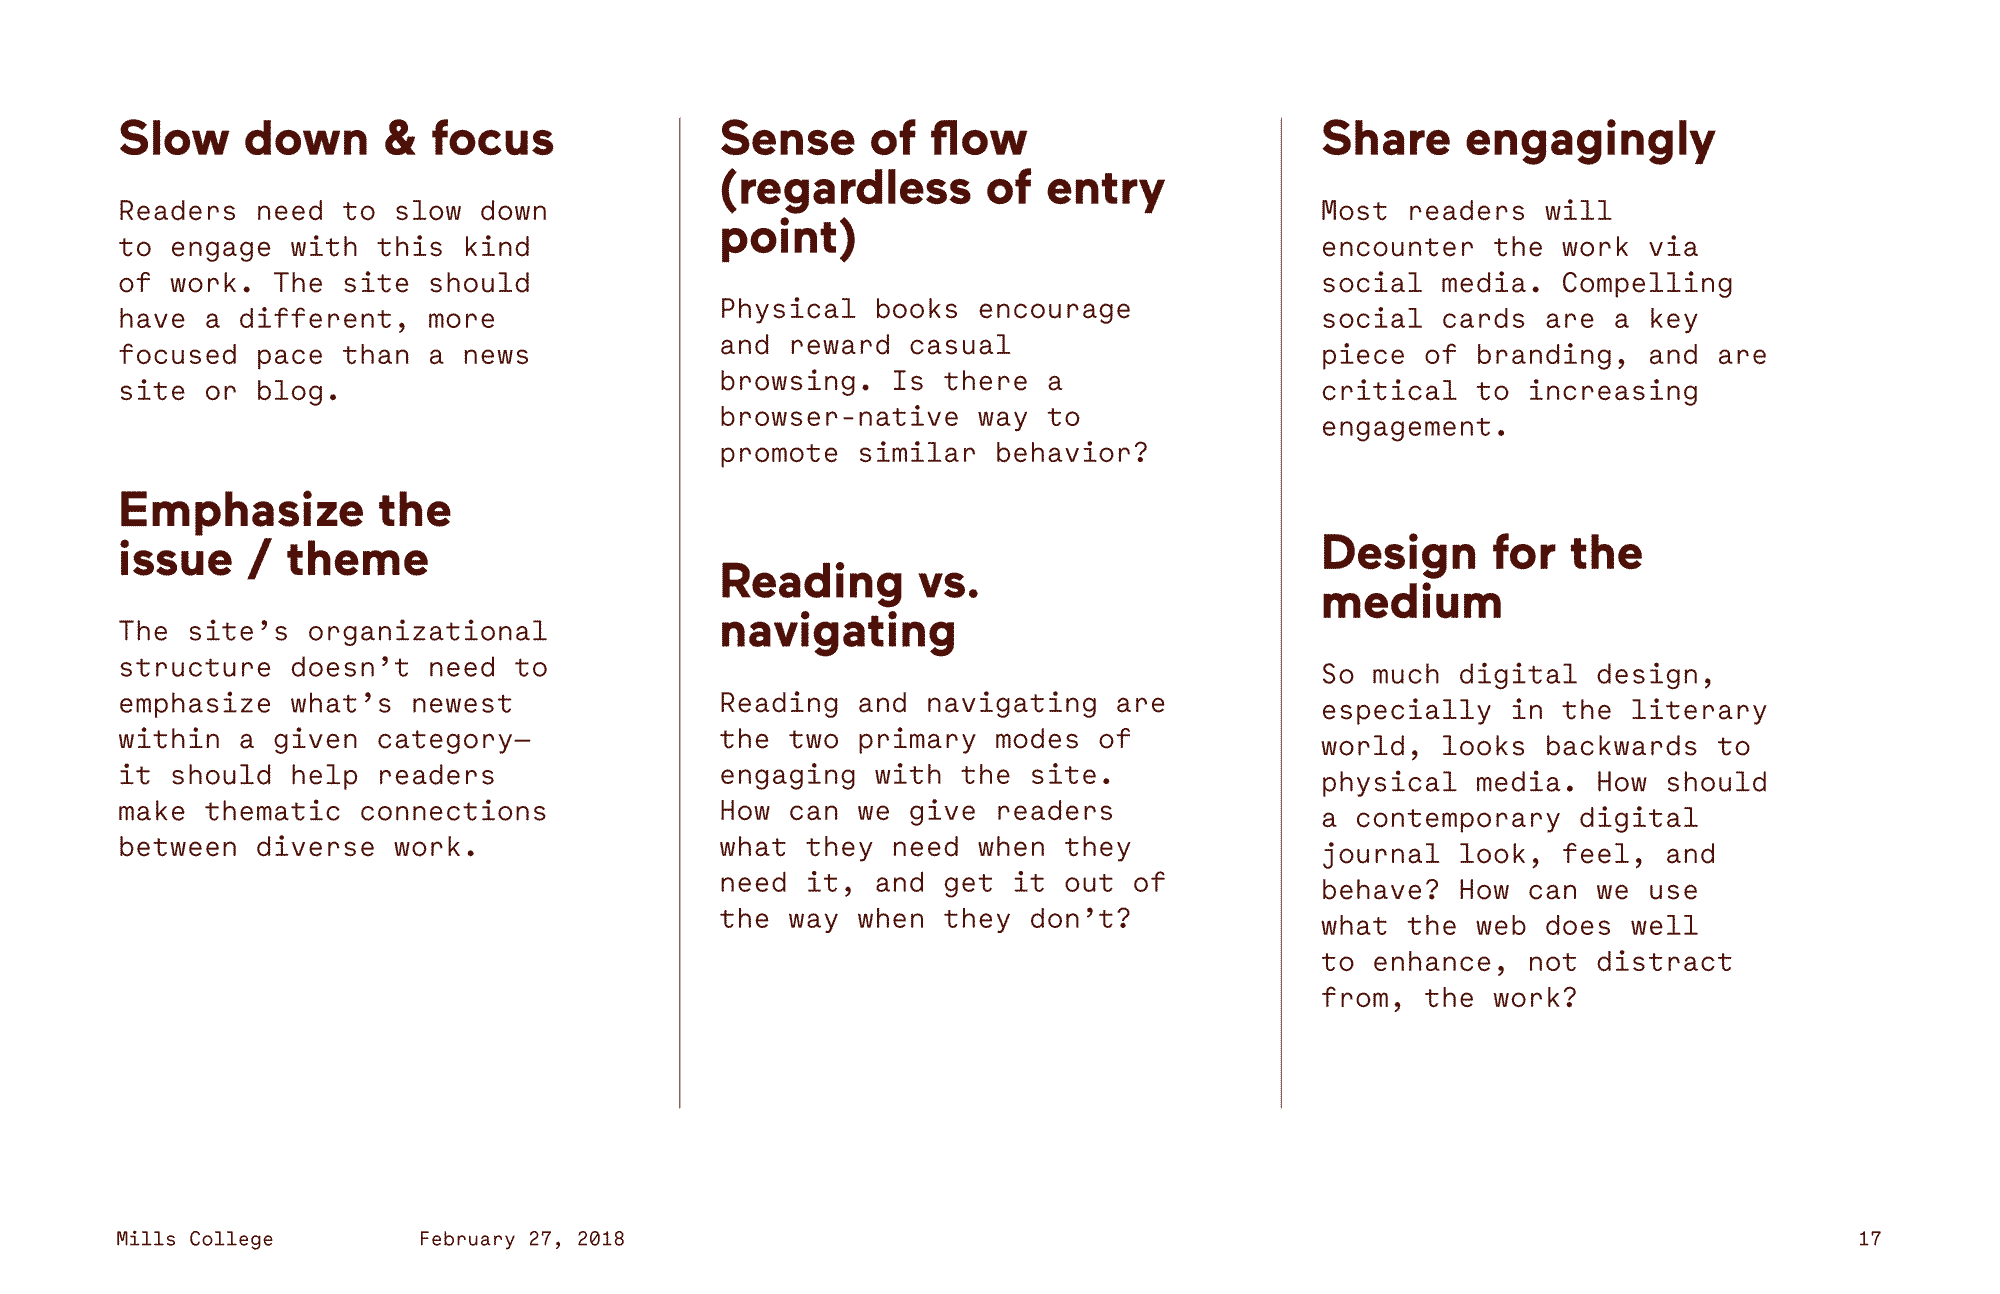 Slow down & focus
Readers need to slow down
to engage with this kind
of work. The site should
have a different, more
focused pace than a news
site or blog.
Emphasize the
issue / theme
The site’s organizational
structure doesn’t need to
emphasize what’s newest
within a given category—
it should help readers
make thematic connections
between diverse work.
Sense of flow
(regardless of entry
point)
Physical books encourage
and reward casual
browsing. Is there a
browser-native way to
promote similar behavior?
Reading vs.
navigating
Reading and navigating are
the two primary modes of
engaging with the site.
How can we give readers
what they need when they
need it, and get it out of
the way when they don’t?
Share engagingly
Most readers will
encounter the work via
social media. Compelling
social cards are a key
piece of branding, and are
critical to increasing
engagement.
Design for the
medium
So much digital design,
especially in the literary
world, looks backwards to
physical media. How should
a contemporary digital
journal look, feel, and
behave? How can we use
what the web does well
to enhance, not distract
from, the work?
Mills College
February 27, 2018
17